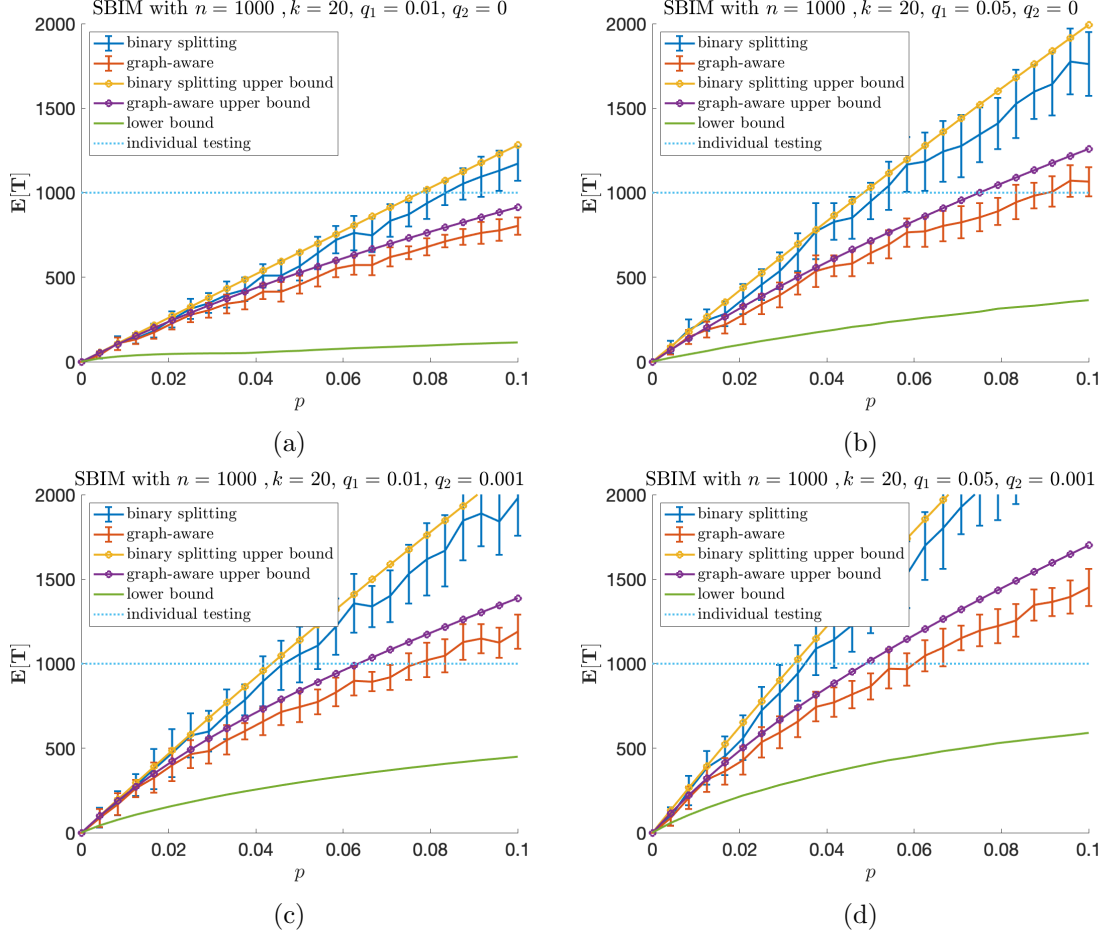 SBIM with n = 1000 , k = 20, q₁ = 0.01, q₂ = 0
2000
1500
1000
500
0
E[T]
binary splitting
graph-aware
binary splitting upper bound
graph-aware upper bound
lower bound
individual testing
0 0.02 0.04 0.06 0.08 0.1
p
(a)
SBIM with n = 1000 , k = 20, q₁ = 0.05, q₂ = 0
2000
1500
1000
500
0
E[T]
binary splitting
graph-aware
binary splitting upper bound
graph-aware upper bound
lower bound
individual testing
0 0.02 0.04 0.06 0.08 0.1
p
(b)
SBIM with n = 1000 , k = 20, q₁ = 0.01, q₂ = 0.001
2000
1500
1000
500
0
E[T]
binary splitting
graph-aware
binary splitting upper bound
graph-aware upper bound
lower bound
individual testing
0 0.02 0.04 0.06 0.08 0.1
p
(c)
SBIM with n = 1000 , k = 20, q₁ = 0.05, q₂ = 0.001
2000
1500
1000
500
0
E[T]
binary splitting
graph-aware
binary splitting upper bound
graph-aware upper bound
lower bound
individual testing
0 0.02 0.04 0.06 0.08 0.1
p
(d)